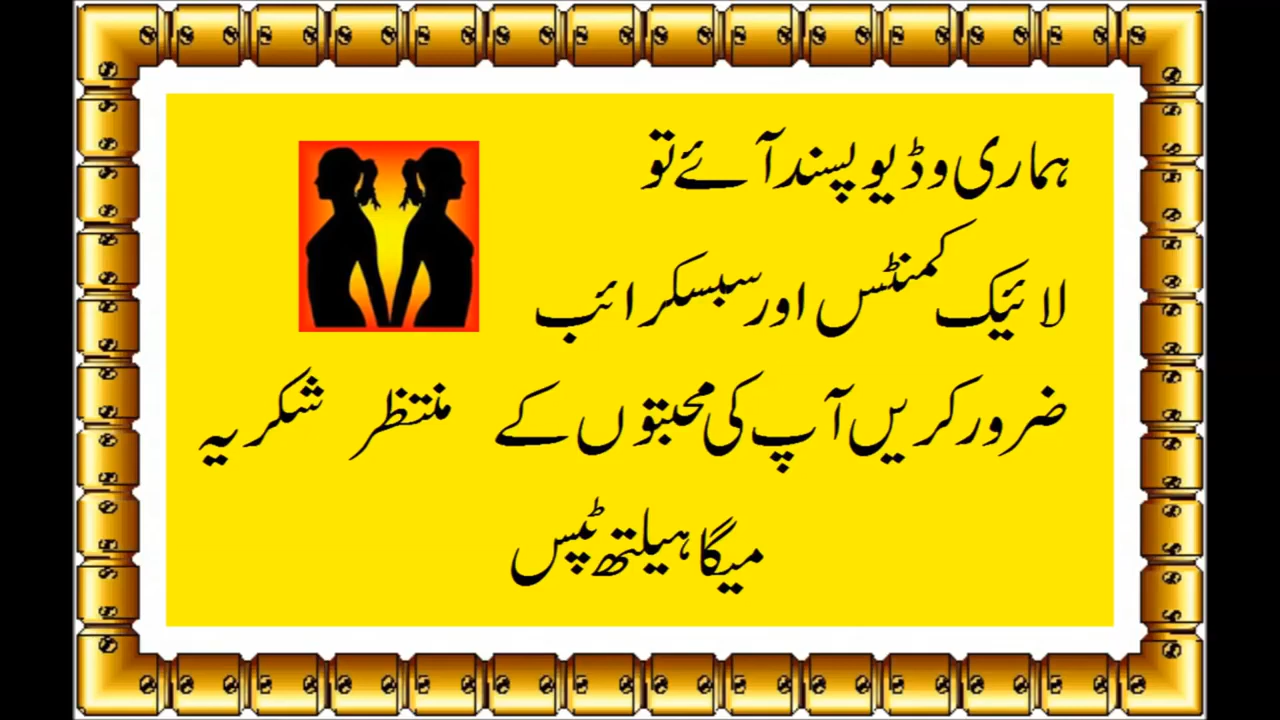 ہماری وڈیو پسند آئے تو
لائیک کمنٹس اور سبسکرائب
ضرور کریں آپ کی محبتوں کے منتظر شکریہ
میگا ہیلتھ ٹپس